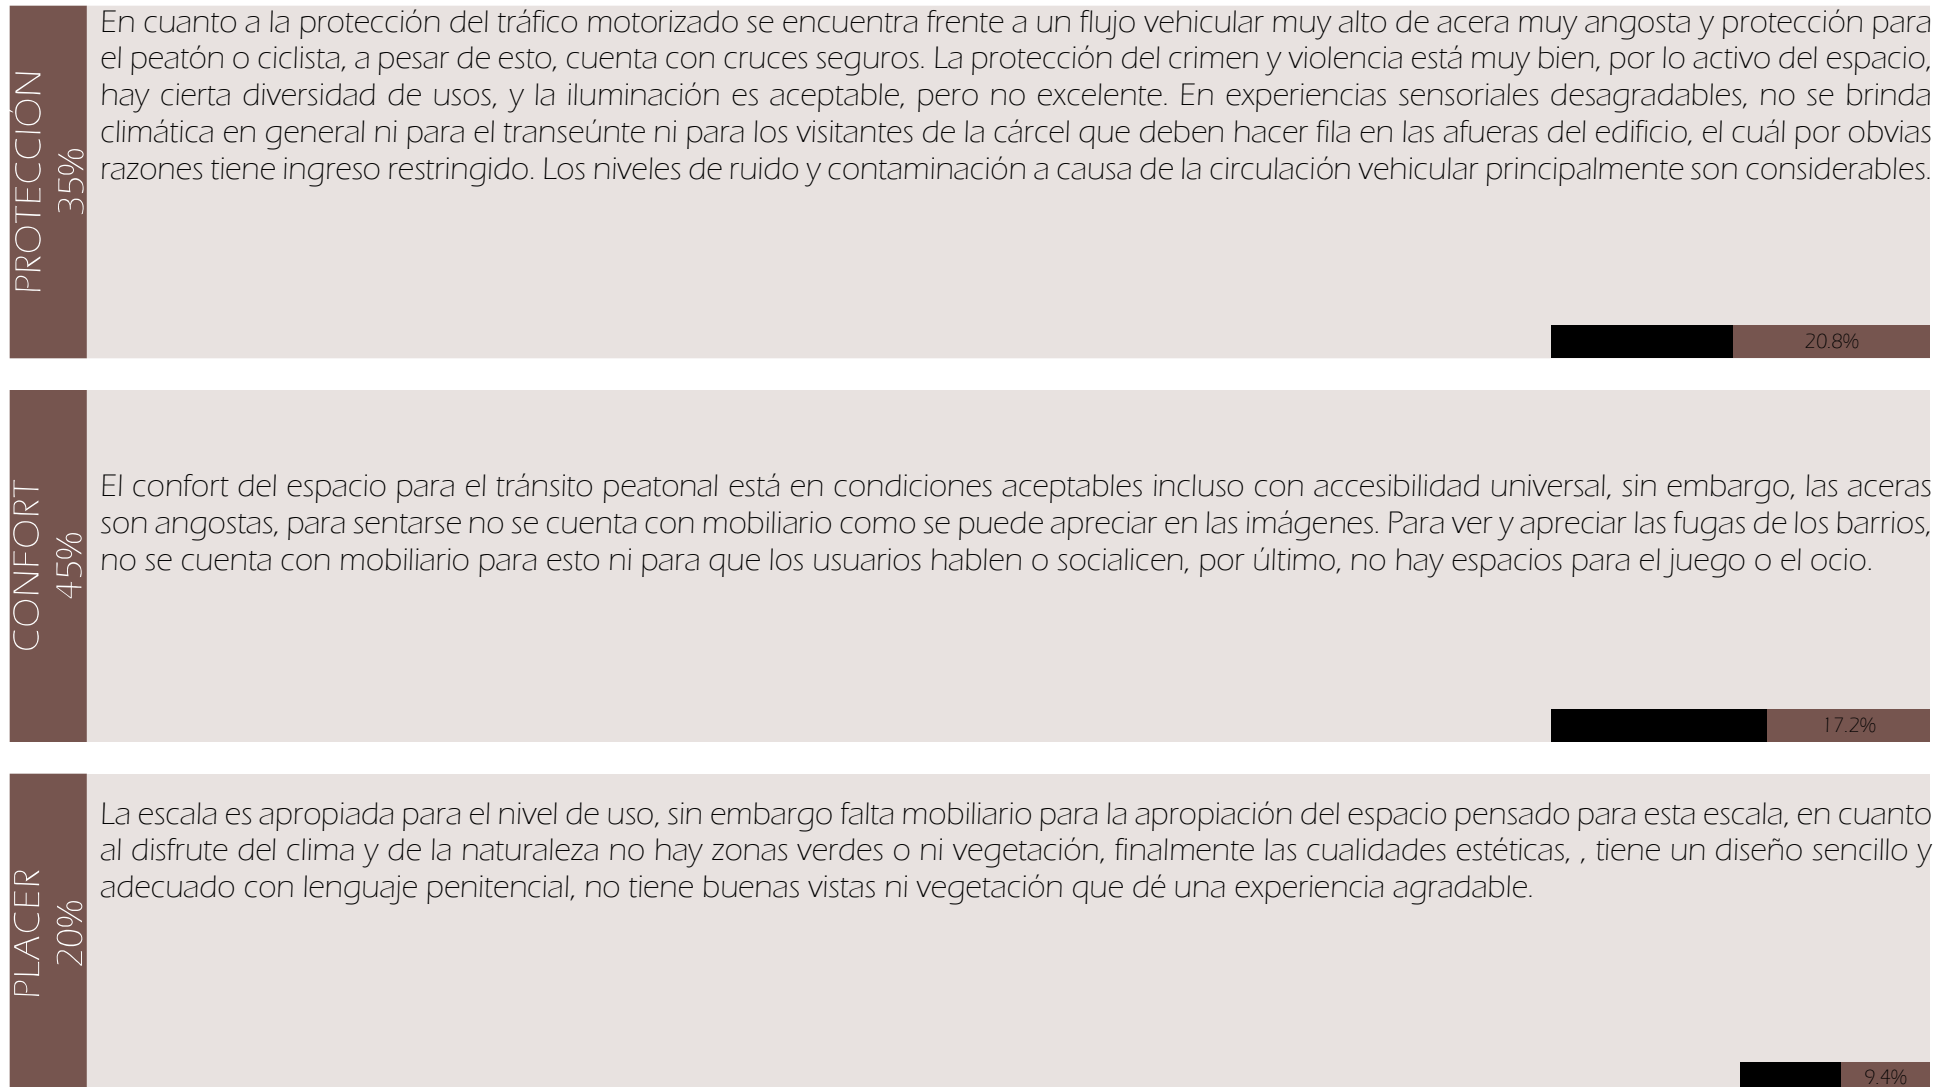 PROTECCIÓN
35%
En cuanto a la protección del tráfico motorizado se encuentra frente a un flujo vehicular muy alto de acera muy angosta y protección para
el peatón o ciclista, a pesar de esto, cuenta con cruces seguros. La protección del crimen y violencia está muy bien, por lo activo del espacio,
hay cierta diversidad de usos, y la iluminación es aceptable, pero no excelente. En experiencias sensoriales desagradables, no se brinda
climática en general ni para el transeúnte ni para los visitantes de la cárcel que deben hacer fila en las afueras del edificio, el cuál por obvias
razones tiene ingreso restringido. Los niveles de ruido y contaminación a causa de la circulación vehicular principalmente son considerables.
20.8%
CONFORT
45%
El confort del espacio para el tránsito peatonal está en condiciones aceptables incluso con accesibilidad universal, sin embargo, las aceras
son angostas, para sentarse no se cuenta con mobiliario como se puede apreciar en las imágenes. Para ver y apreciar las fugas de los barrios,
no se cuenta con mobiliario para esto ni para que los usuarios hablen o socialicen, por último, no hay espacios para el juego o el ocio.
17.2%
PLACER
20%
La escala es apropiada para el nivel de uso, sin embargo falta mobiliario para la apropiación del espacio pensado para esta escala, en cuanto
al disfrute del clima y de la naturaleza no hay zonas verdes o ni vegetación, finalmente las cualidades estéticas, , tiene un diseño sencillo y
adecuado con lenguaje penitencial, no tiene buenas vistas ni vegetación que dé una experiencia agradable.
9.4%